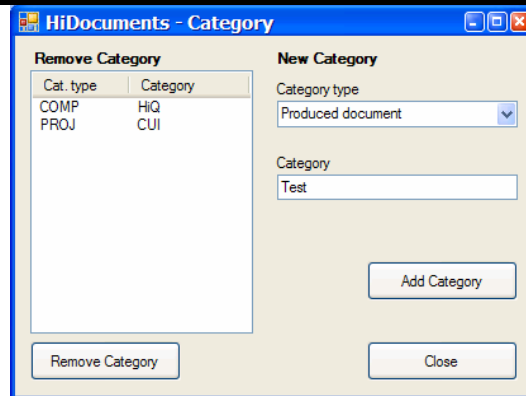 HiDocuments - Category
Remove Category
Cat. type Category
COMP HiQ
PROJ CUI
Remove Category
New Category
Category type
Produced document
Category
Test
Add Category
Close